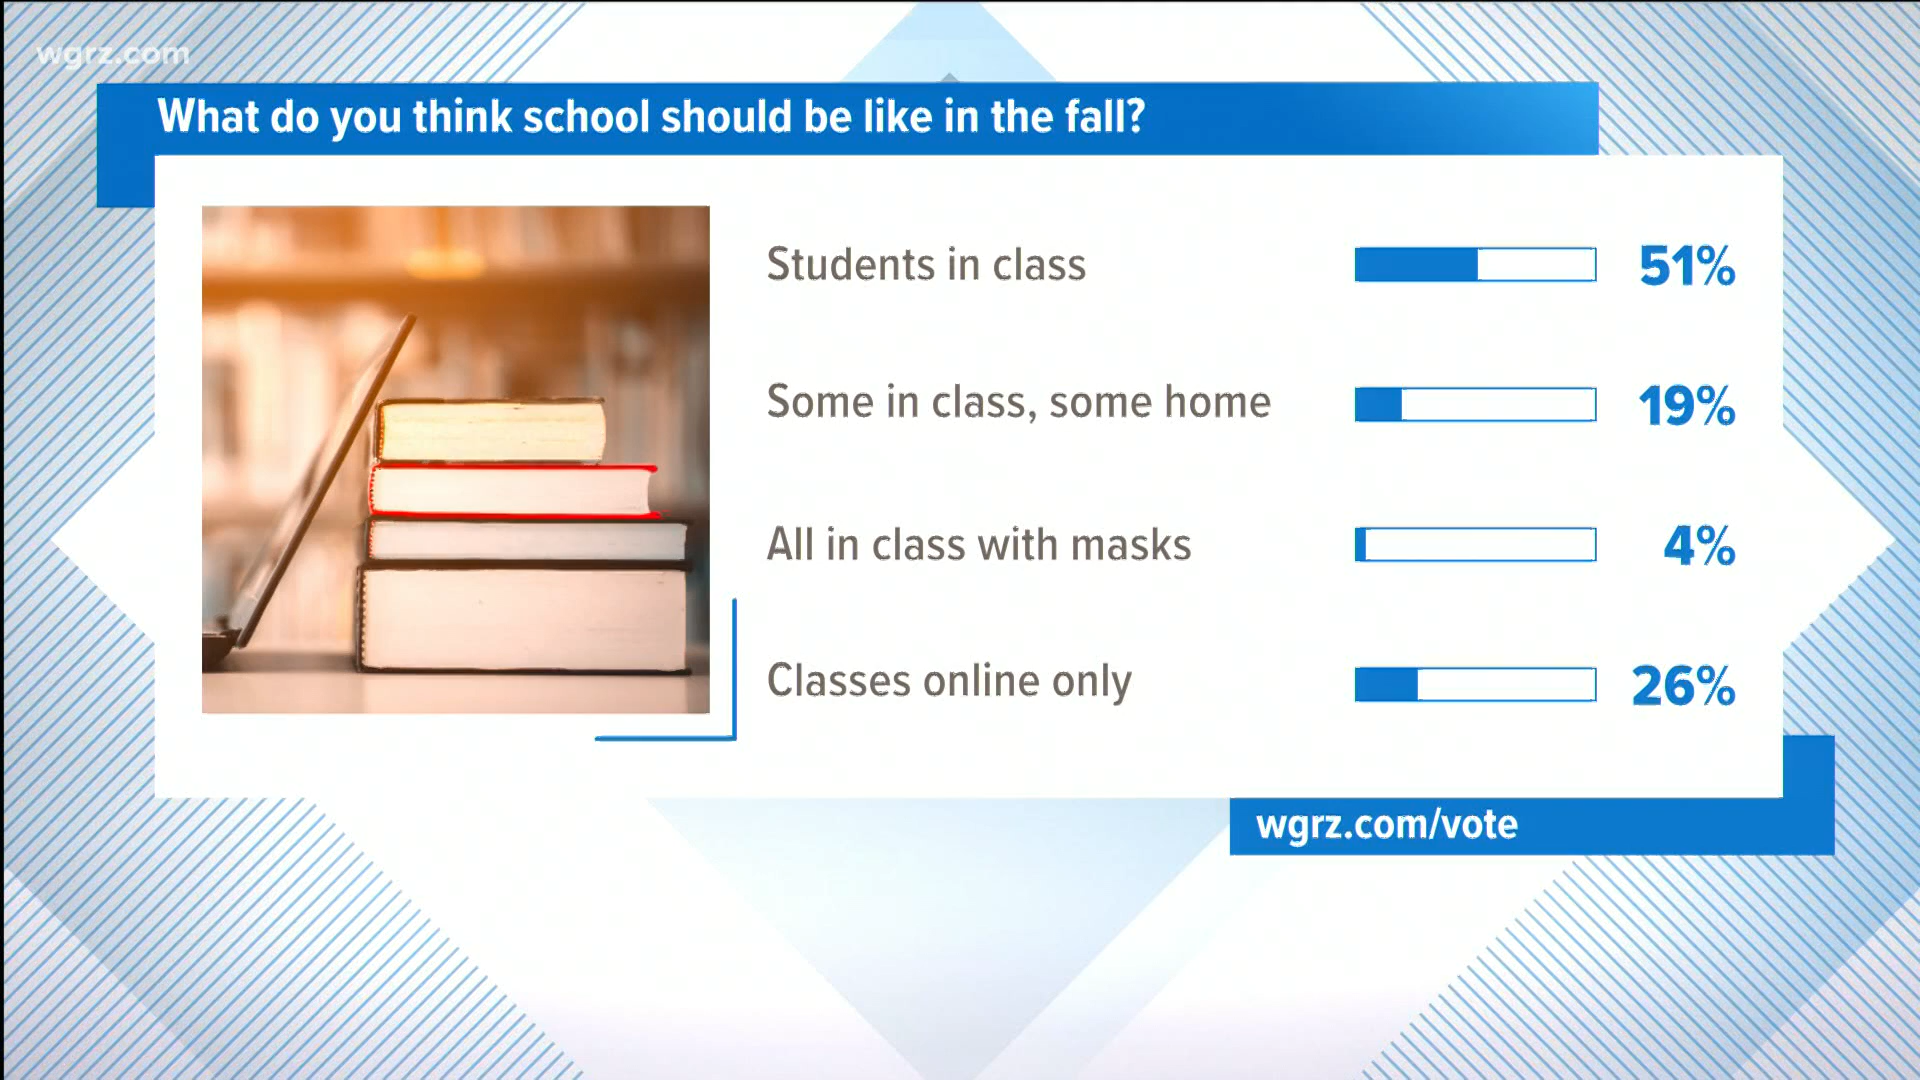 wgrz.com
What do you think school should be like in the fall?
Students in class 51%
Some in class, some home 19%
All in class with masks 4%
Classes online only 26%
wgrz.com/vote